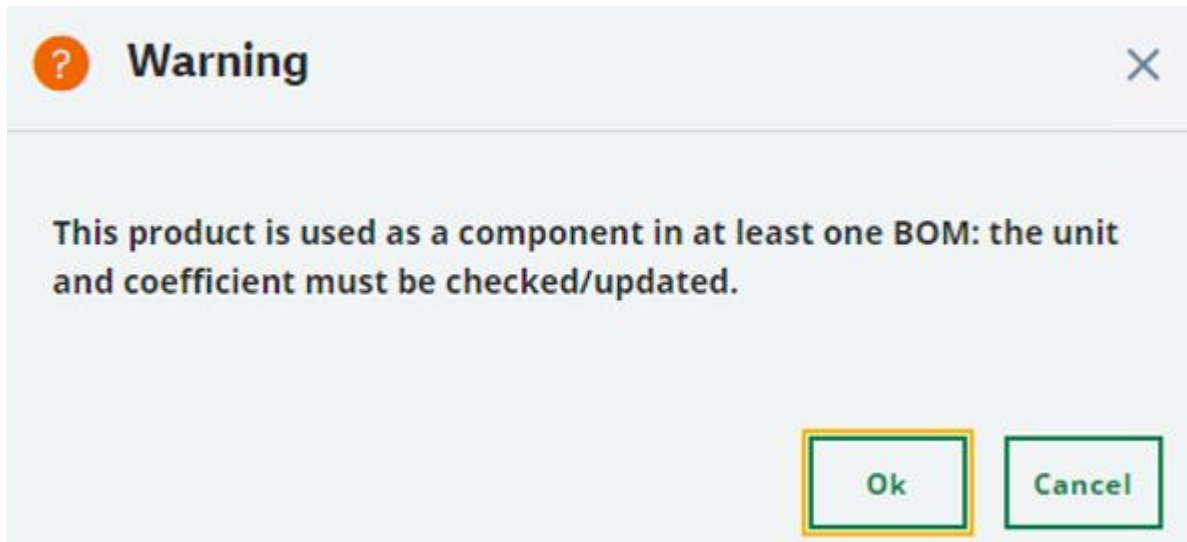 ? Warning
This product is used as a component in at least one BOM: the unit
and coefficient must be checked/updated.
Ok Cancel